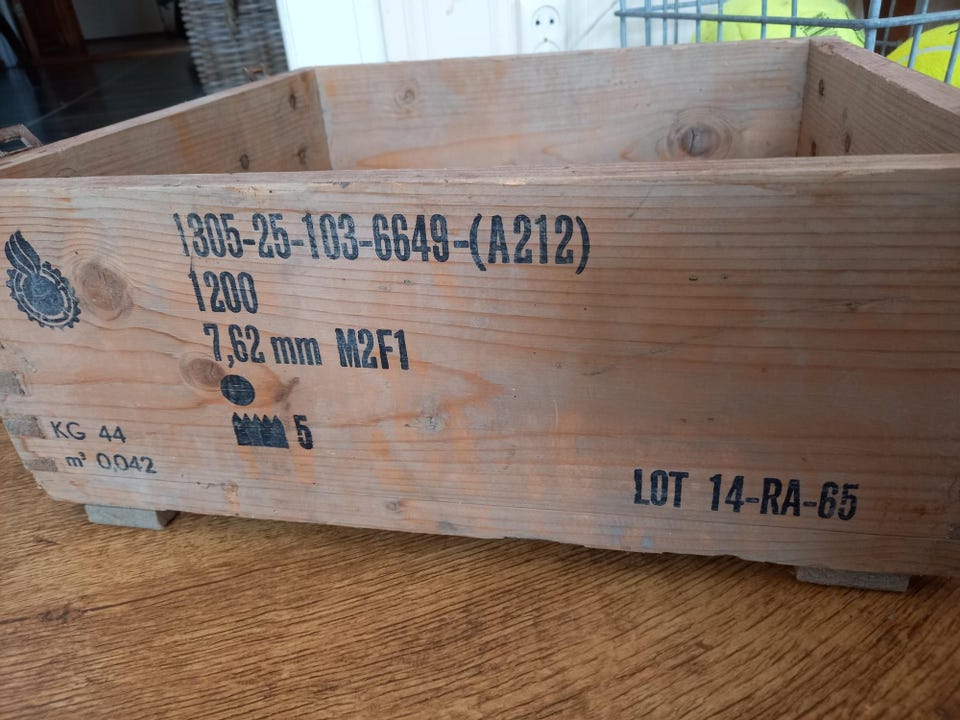 1305-25-103-6649-(A212)
1200
7,62 mm M2F1
5
KG 44
m³ 0,042
LOT 14-RA-65